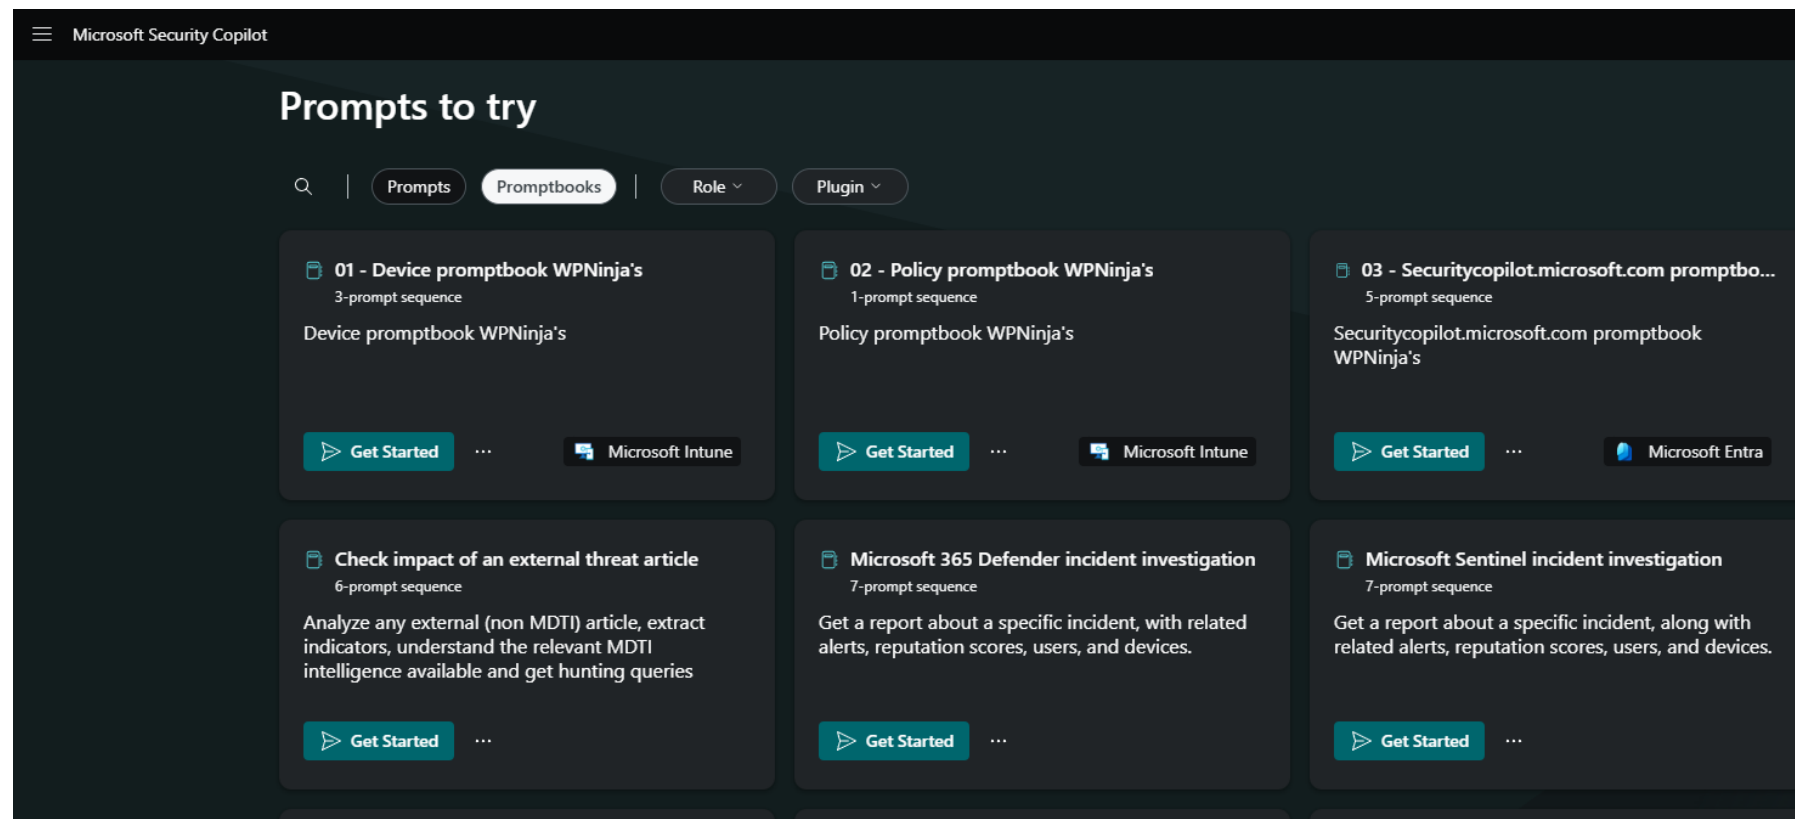 Microsoft Security Copilot
Prompts to try
Prompts
Promptbooks
Role
Plugin
01 - Device promptbook WPNinja's
3-prompt sequence
Device promptbook WPNinja's
Get Started
Microsoft Intune
02 - Policy promptbook WPNinja's
1-prompt sequence
Policy promptbook WPNinja's
Get Started
Microsoft Intune
03 - Securitycopilot.microsoft.com promptbo...
5-prompt sequence
Securitycopilot.microsoft.com promptbook
WPNinja's
Get Started
Microsoft Entra
Check impact of an external threat article
6-prompt sequence
Analyze any external (non MDTI) article, extract
indicators, understand the relevant MDTI
intelligence available and get hunting queries
Get Started
Microsoft 365 Defender incident investigation
7-prompt sequence
Get a report about a specific incident, with related
alerts, reputation scores, users, and devices.
Get Started
Microsoft Sentinel incident investigation
7-prompt sequence
Get a report about a specific incident, along with
related alerts, reputation scores, users, and devices.
Get Started